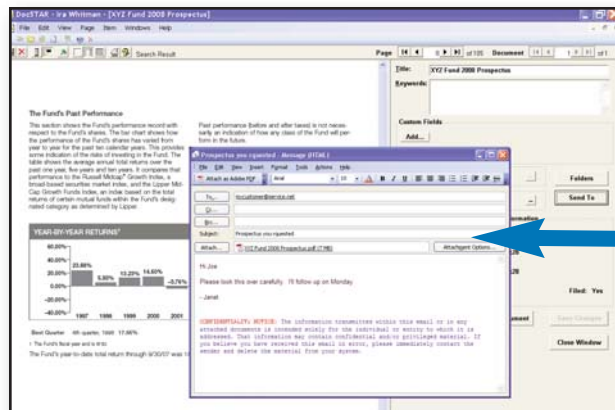 DocSTAR - Ira Whitman - [XYZ Fund 2008 Prospectus]
File Edit View Page Item Windows Help
Search Result
Page of 105 Document 1 of 1
Title: XYZ Fund 2008 Prospectus
Keywords:
Custom Fields
Add...
The Fund's Past Performance
This section shows the Fund's performance record with
respect to the Fund's shares. The bar chart shows how
the performance of the Fund's shares has varied from
year to year for the past ten calendar years. This provides
some indication of the risks of investing in the Fund. The
table shows the average annual total returns over the
past one year, five years and ten years. It compares that
performance to the Russell Midcap® Growth Index, a
broad-based securities market index, and the Lipper Mid-
Cap Growth Funds Index, an index based on the total
returns of certain mutual funds within the Fund's desig-
nated category as determined by Lipper.
Past performance (before and after taxes) is not neces-
sarily an indication of how any class of the Fund will per-
form in the future.
YEAR-BY-YEAR RETURNS
60.00%
40.00%
20.00%
0.00%
-20.00%
-40.00%
23.86%
5.50%
13.20%
14.60%
-3.76%
1997 1998 1999 2000 2001
Best Quarter 4th quarter, 1998 17.66%
The Fund's year-to-date total return through 9/30/07 was
Prospectus you rquested - Message (HTML)
File Edit View Insert Format Tools Actions Help
Attach as Adobe PDF Arial 10 A B I U
To... mycustomer@service.net
Cc...
Bcc...
Subject: Prospectus you rquested
Attach... XYZ Fund 2008 Prospectus.pdf (7 MB) Attachment Options...
Hi Joe
Please look this over carefully. I'll follow up on Monday.
- Janet
CONFIDENTIALITY NOTICE: The information transmitted within this email or in any
attached documents is intended solely for the individual or entity to which it is
addressed. That information may contain confidential and/or privileged material. If
you believe you have received this email in error, please immediately contact the
sender and delete the material from your system.
Folders
Send To
Filed: Yes
Save Changes
Close Window